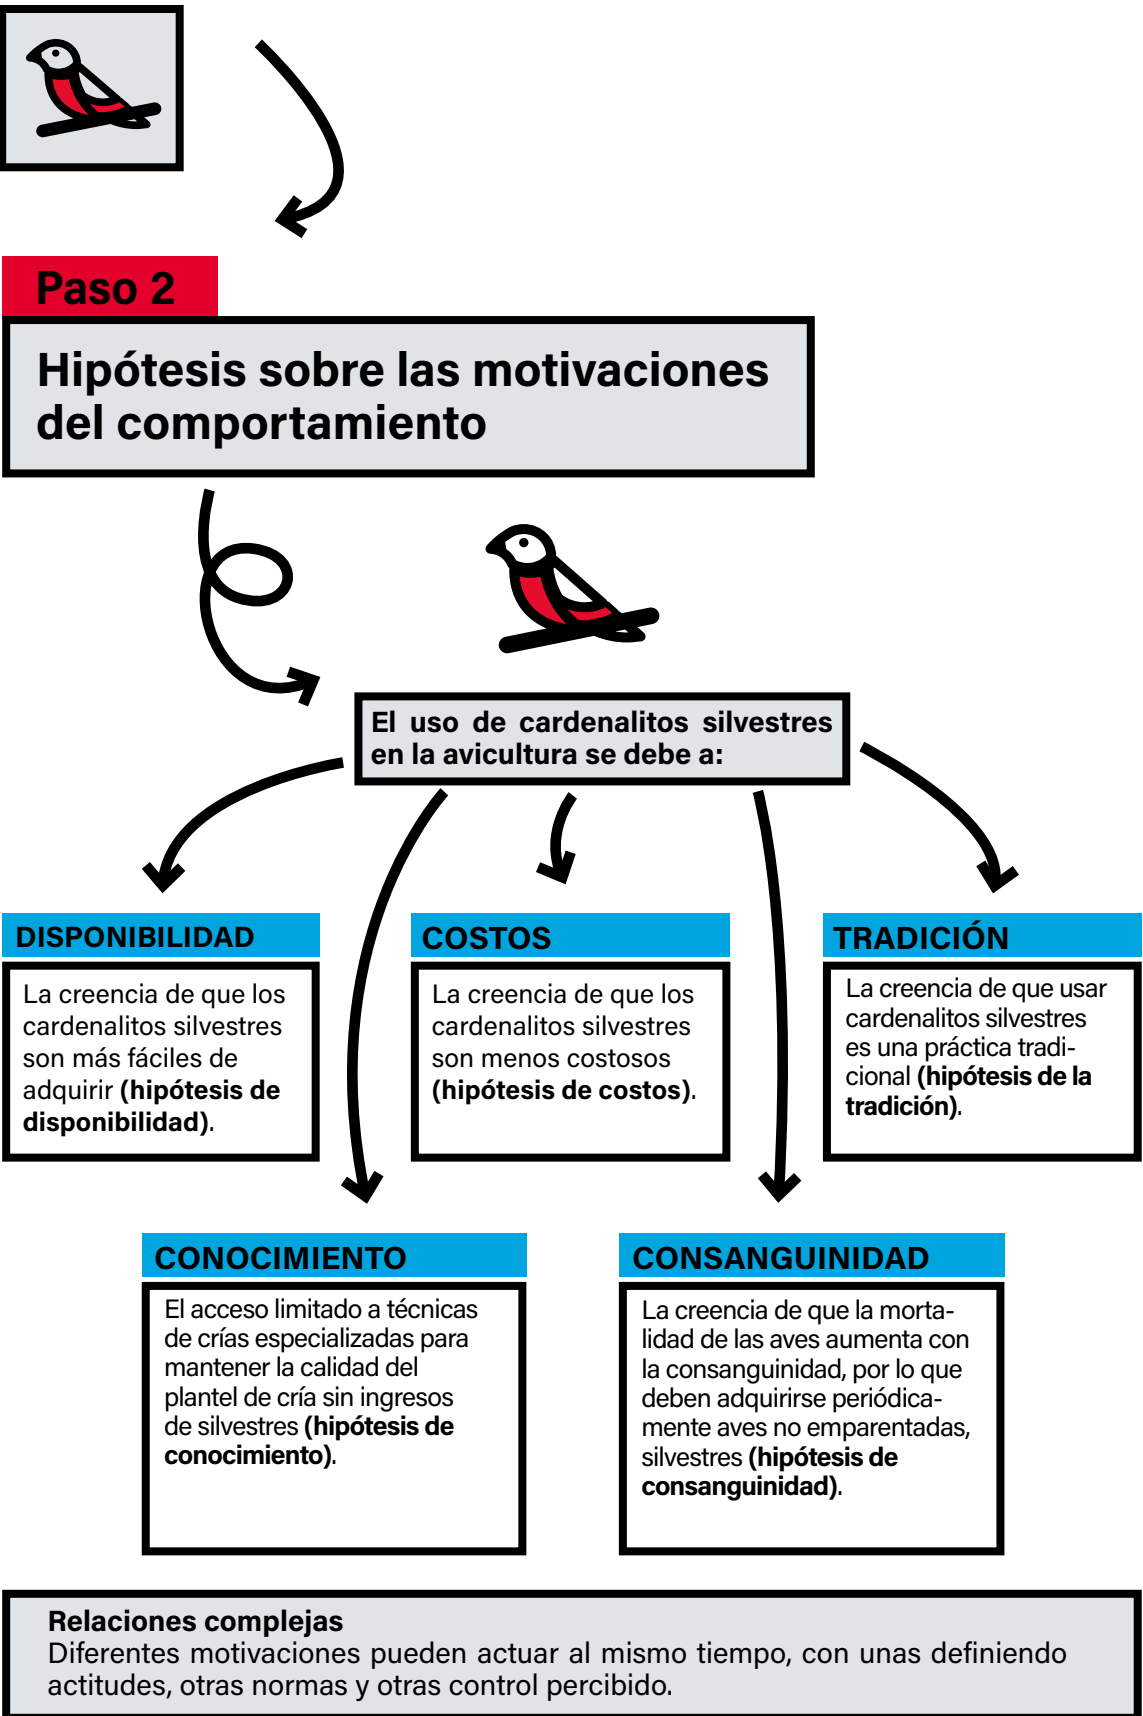 Paso 2
Hipótesis sobre las motivaciones
del comportamiento
El uso de cardenalitos silvestres
en la avicultura se debe a:
DISPONIBILIDAD
La creencia de que los
cardenalitos silvestres
son más fáciles de
adquirir (hipótesis de
disponibilidad).
COSTOS
La creencia de que los
cardenalitos silvestres
son menos costosos
(hipótesis de costos).
TRADICIÓN
La creencia de que usar
cardenalitos silvestres
es una práctica tradi-
cional (hipótesis de la
tradición).
CONOCIMIENTO
El acceso limitado a técnicas
de crías especializadas para
mantener la calidad del
plantel de cría sin ingresos
de silvestres (hipótesis de
conocimiento).
CONSANGUINIDAD
La creencia de que la morta-
lidad de las aves aumenta con
la consanguinidad, por lo que
deben adquirirse periódica-
mente aves no emparentadas,
silvestres (hipótesis de
consanguinidad).
Relaciones complejas
Diferentes motivaciones pueden actuar al mismo tiempo, con unas definiendo
actitudes, otras normas y otras control percibido.